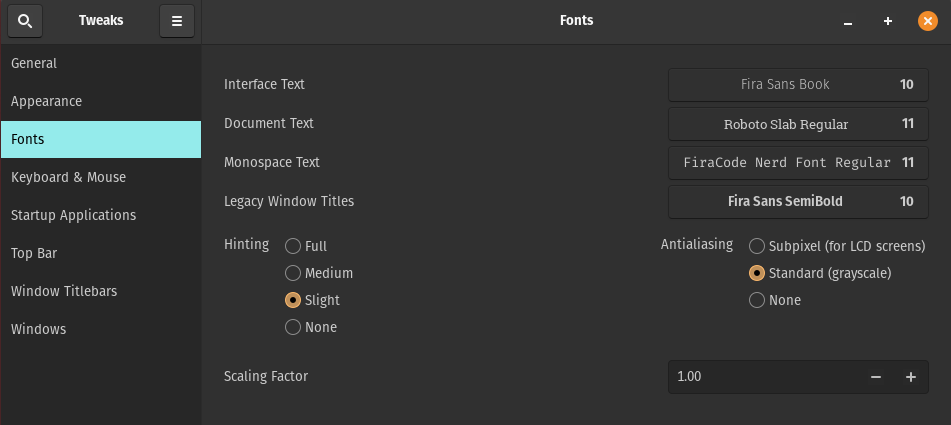 Tweaks
Fonts
General
Appearance
Fonts
Keyboard & Mouse
Startup Applications
Top Bar
Window Titlebars
Windows
Interface Text
Fira Sans Book 10
Document Text
Roboto Slab Regular 11
Monospace Text
FiraCode Nerd Font Regular 11
Legacy Window Titles
Fira Sans SemiBold 10
Hinting
Full
Medium
Slight
None
Antialiasing
Subpixel (for LCD screens)
Standard (grayscale)
None
Scaling Factor
1.00